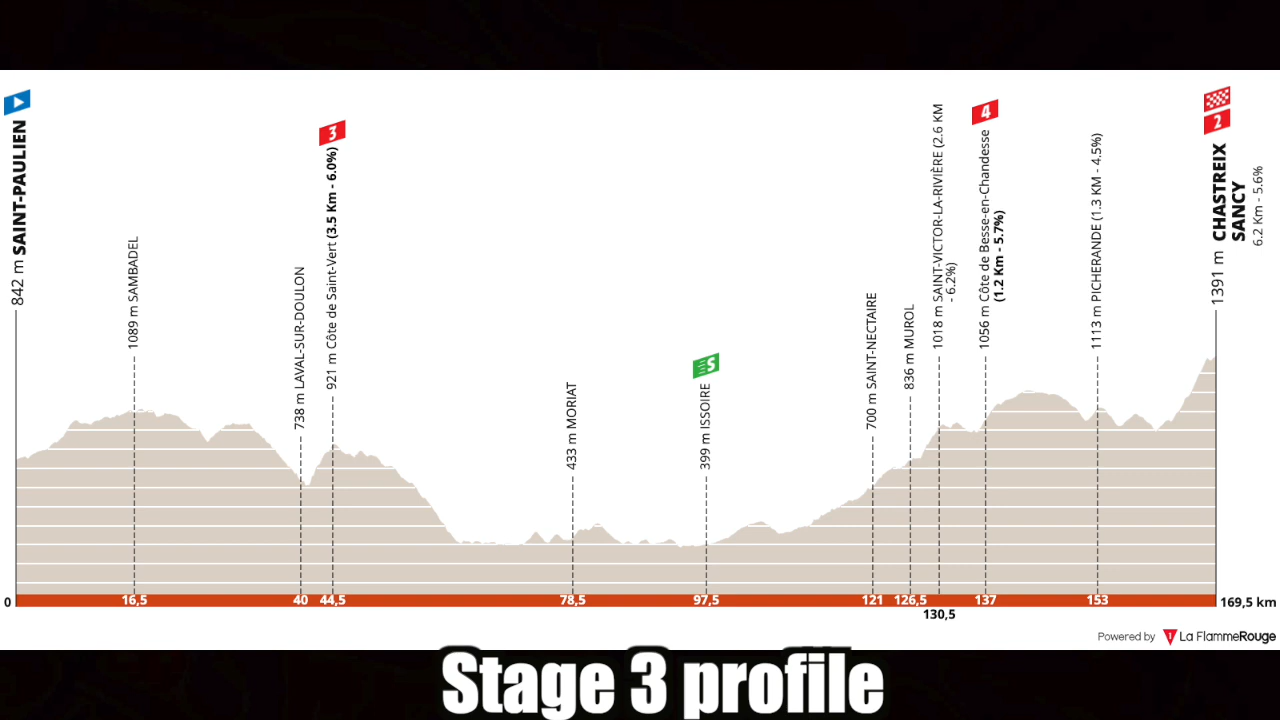 842 m SAINT-PAULIEN
1089 m SAMBADEL
738 m LAVAL-SUR-DOULON
3
921 m Côte de Saint-Vert (3.5 Km - 6.0%)
433 m MORIAT
S
399 m ISSOIRE
700 m SAINT-NECTAIRE
836 m MUROL
1018 m SAINT-VICTOR-LA-RIVIÈRE (2.6 KM
- 6.2%)
4
1056 m Côte de Besse-en-Chandesse
(1.2 Km - 5.7%)
1113 m PICHERANDE (1.3 KM - 4.5%)
2
1391 m CHASTREIX
SANCY
6.2 Km - 5.6%
0
16,5
40
44,5
78,5
97,5
121
126,5
130,5
137
153
169,5 km
Powered by La FlammeRouge
Stage 3 profile